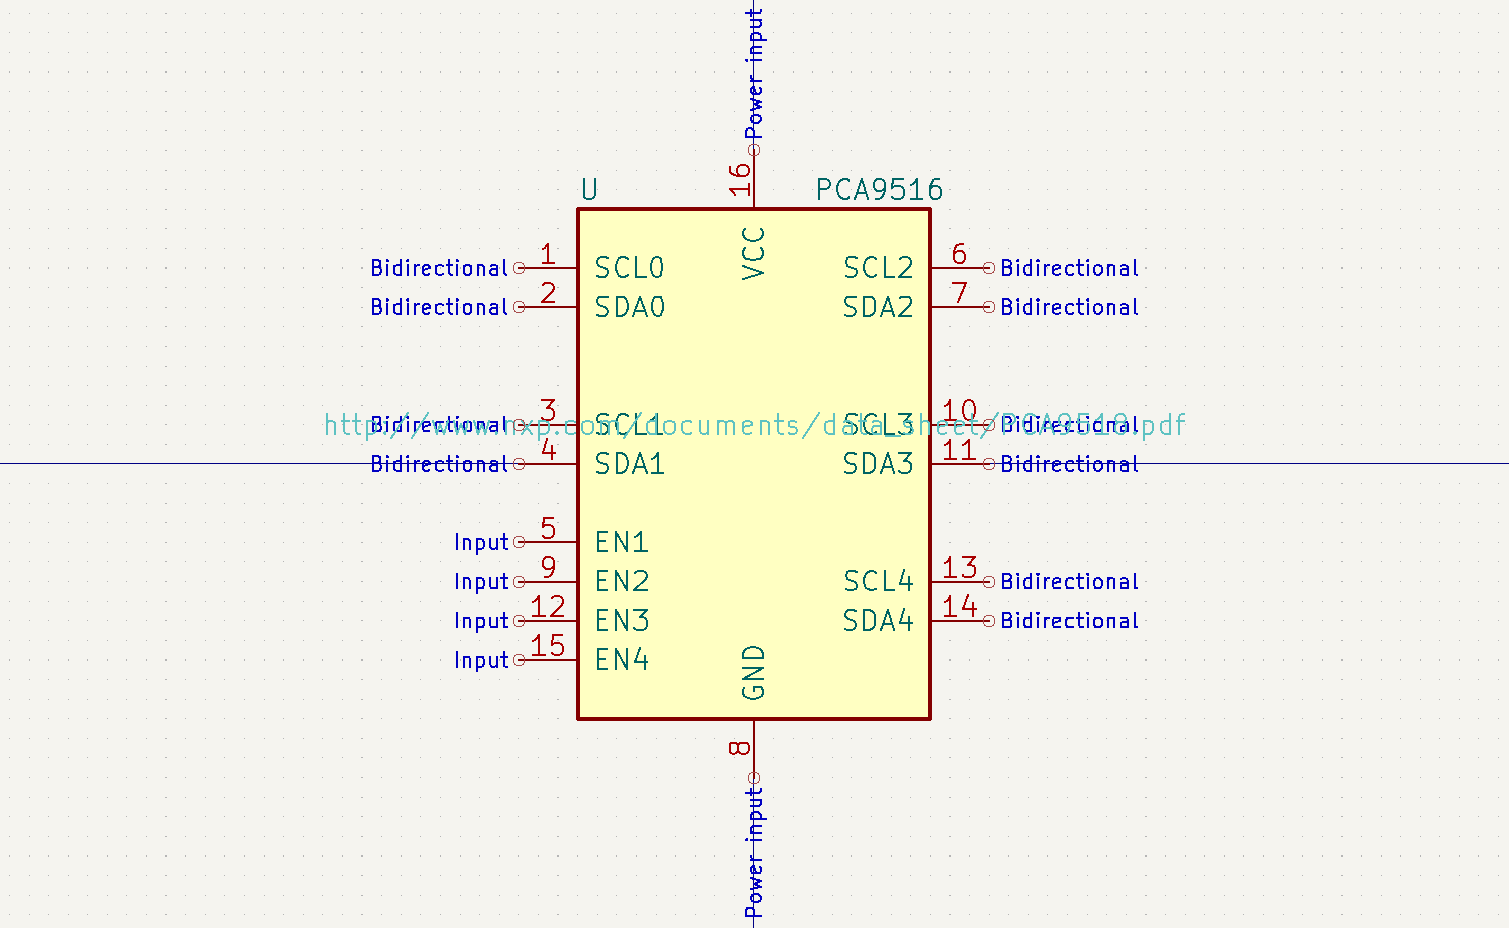 Power input
16
U PCA9516
VCC
Bidirectional 1 SCL0 SCL2 6 Bidirectional
Bidirectional 2 SDA0 SDA2 7 Bidirectional
Bidirectional 3 SCL1 SCL3 10 Bidirectional
http://www.nxp.com/documents/data_sheet/PCA9518.pdf
Bidirectional 4 SDA1 SDA3 11 Bidirectional
Input 5 EN1
Input 9 EN2 SCL4 13 Bidirectional
Input 12 EN3 SDA4 14 Bidirectional
Input 15 EN4
GND
8
Power input